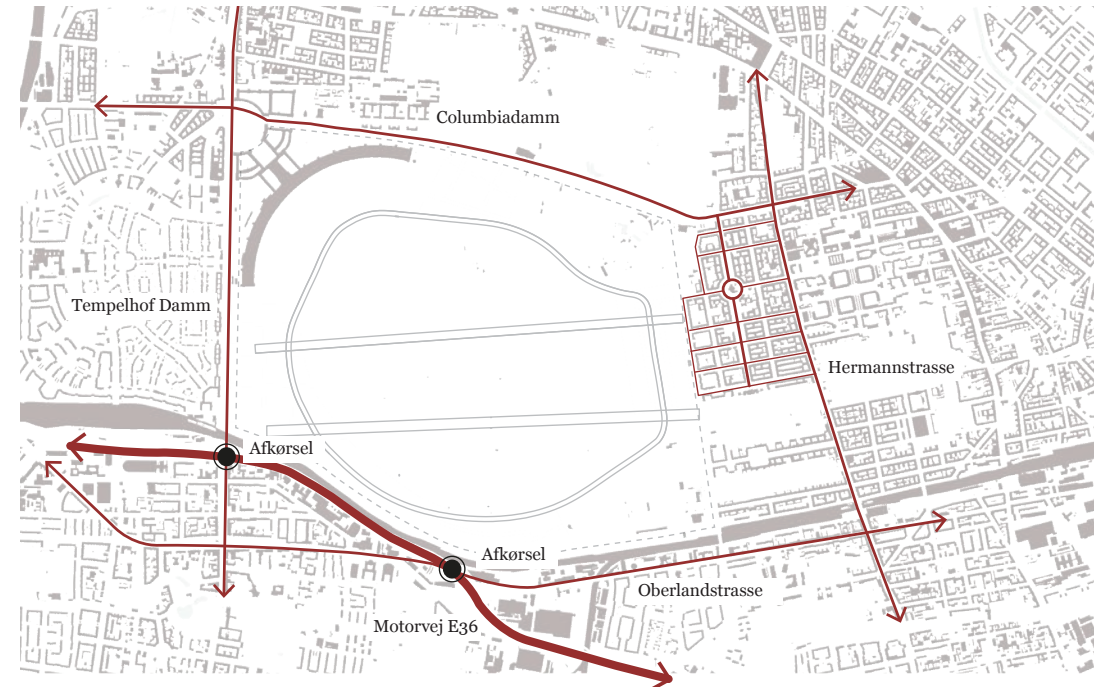 Columbiadamm
Tempelhof Damm
Hermannstrasse
Afkørsel
Afkørsel
Oberlandstrasse
Motorvej E36